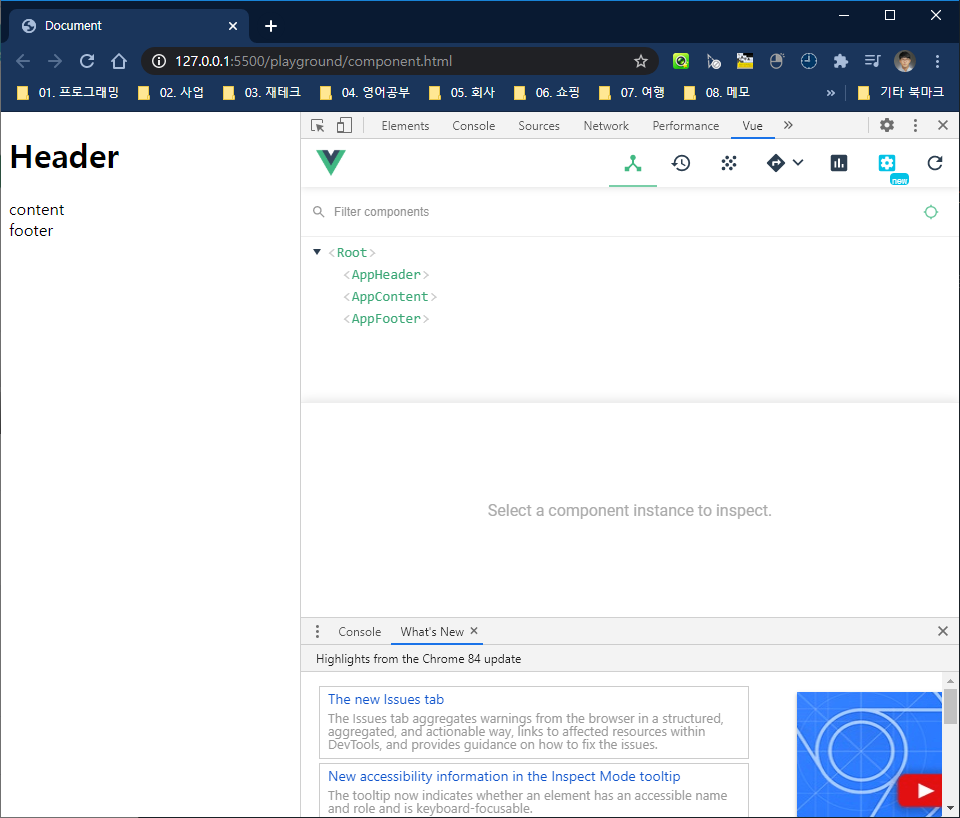 Document
127.0.0.1:5500/playground/component.html
01. 프로그래밍 02. 사업 03. 재테크 04. 영어공부 05. 회사 06. 쇼핑 07. 여행 08. 메모 » 기타 북마크
Header
content
footer
Elements Console Sources Network Performance Vue »
new
Filter components
<Root>
<AppHeader>
<AppContent>
<AppFooter>
Select a component instance to inspect.
Console What's New
Highlights from the Chrome 84 update
The new Issues tab
The Issues tab aggregates warnings from the browser in a structured,
aggregated, and actionable way, links to affected resources within
DevTools, and provides guidance on how to fix the issues.
New accessibility information in the Inspect Mode tooltip
The tooltip now indicates whether an element has an accessible name
and role and is keyboard-focusable.